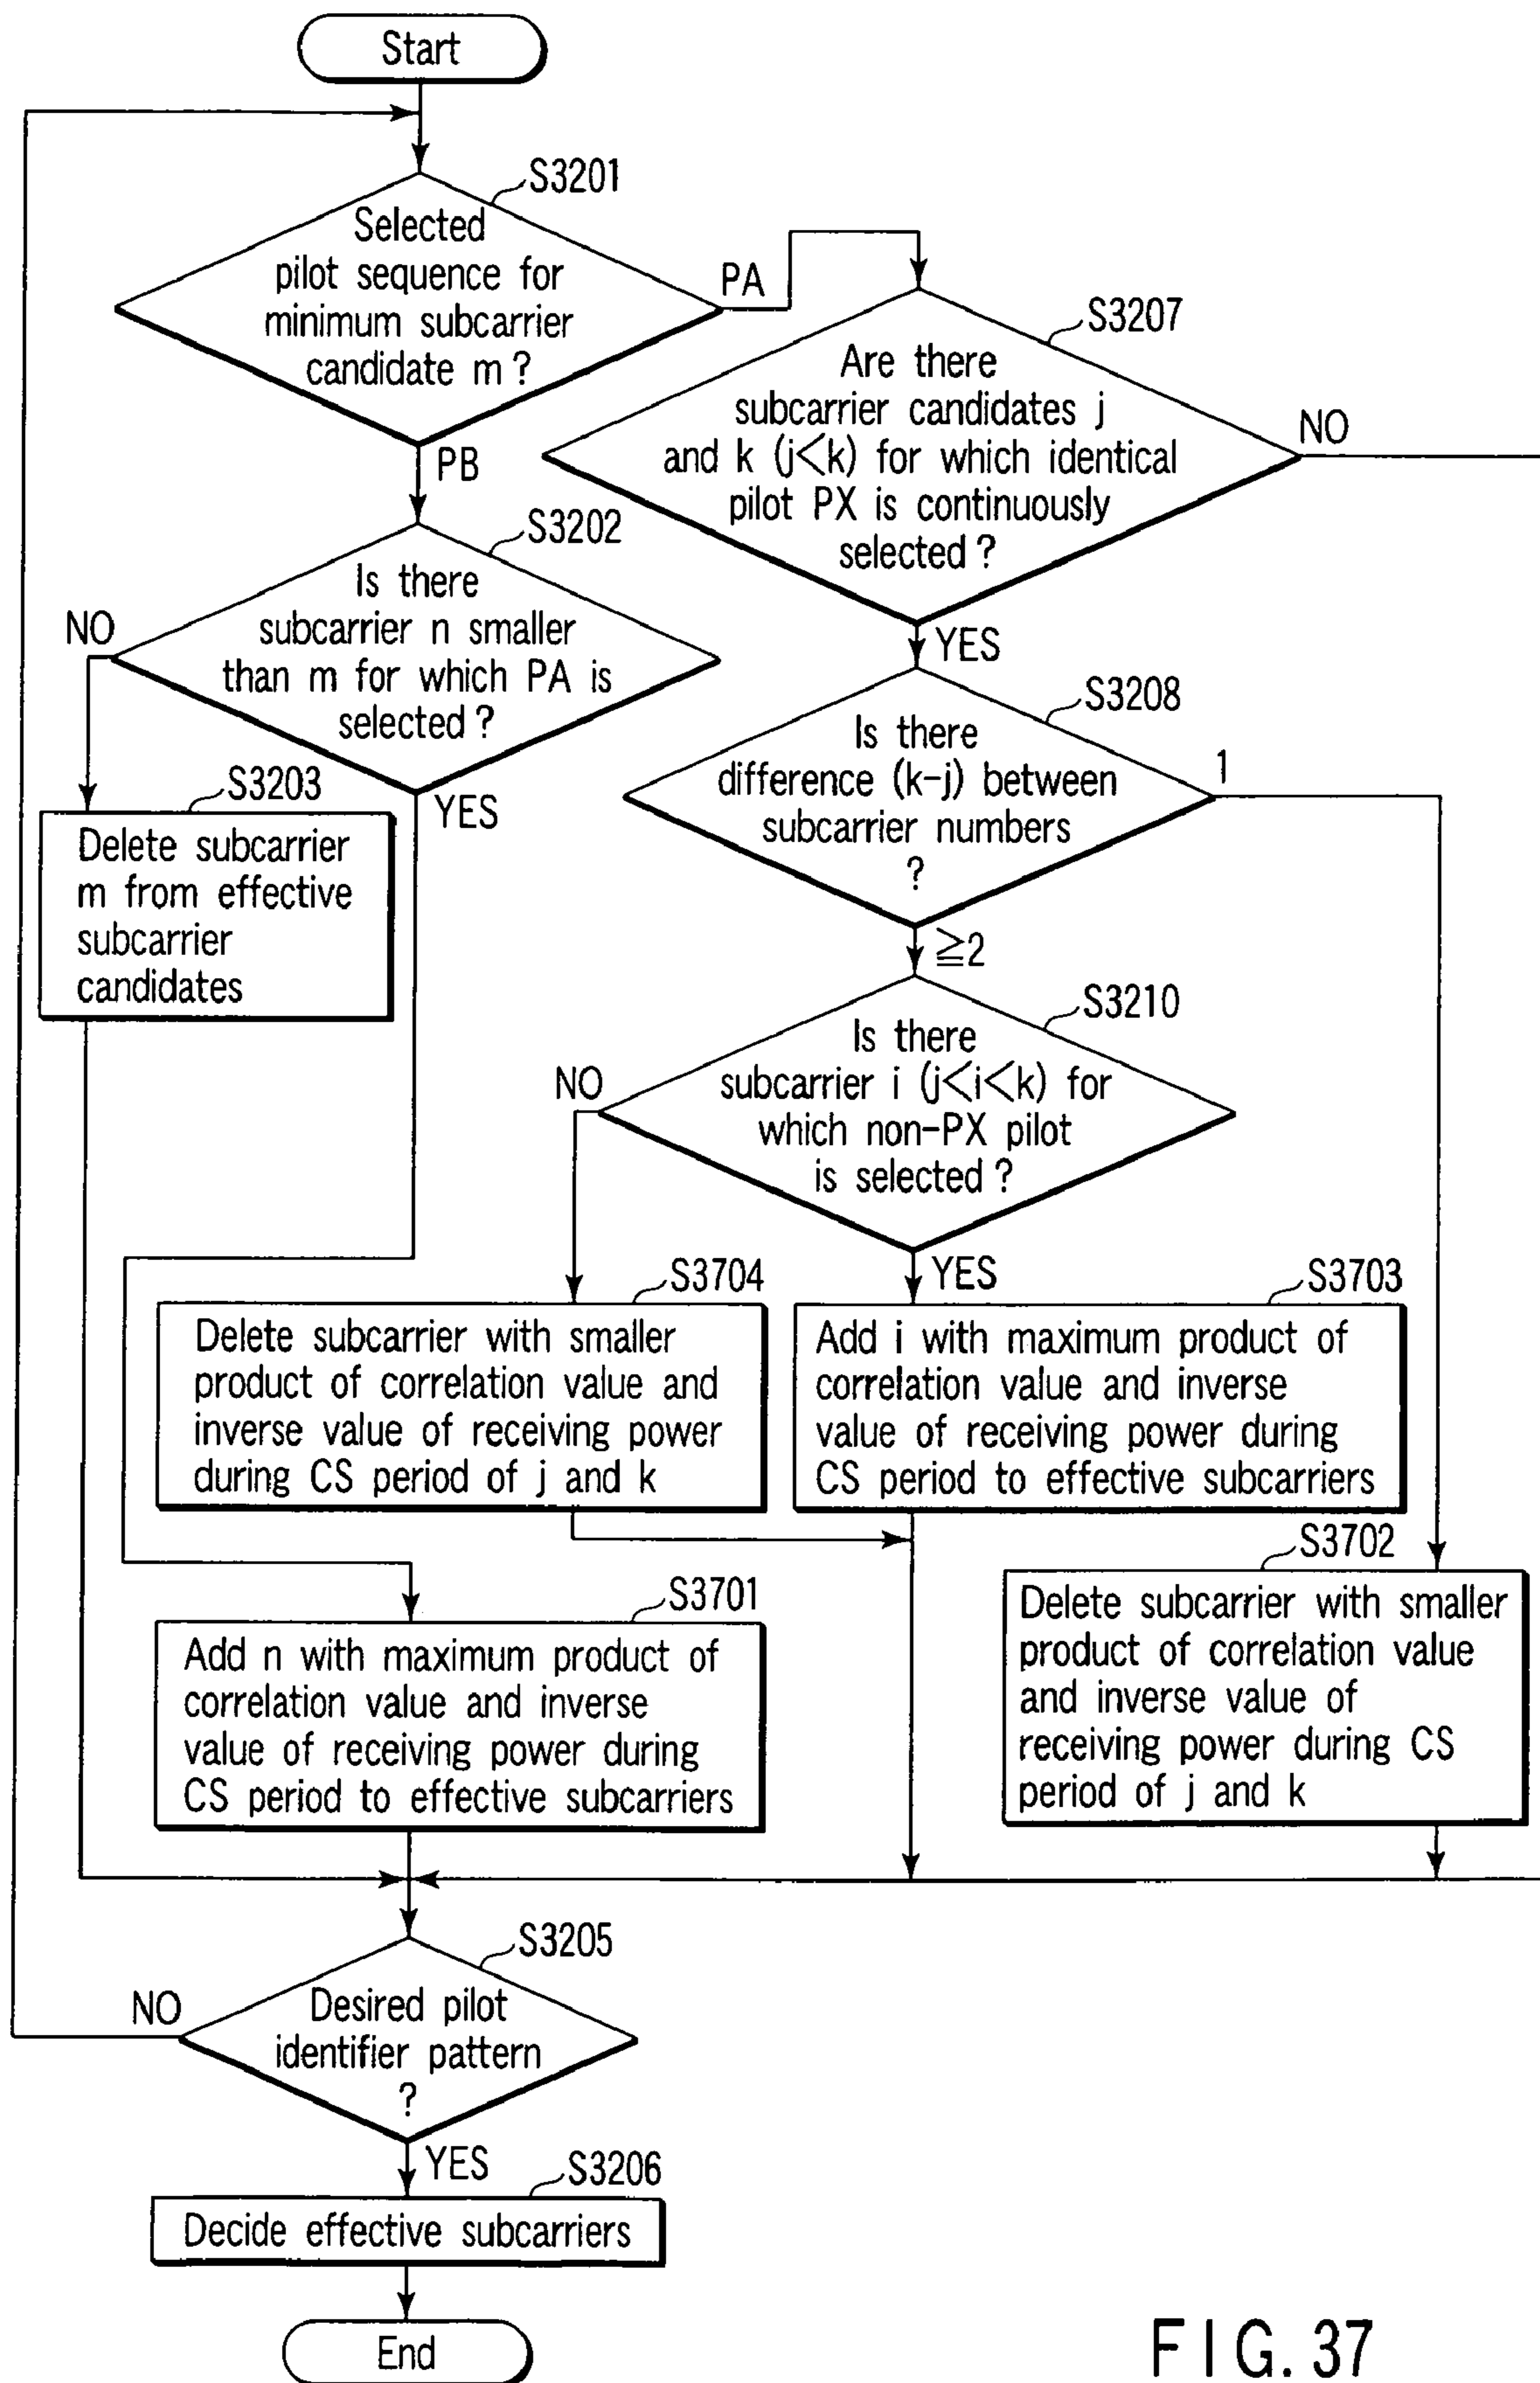 Start
S3201
Selected
pilot sequence for
minimum subcarrier
candidate m?
PA
PB
S3207
Are there
subcarrier candidates j
and k (j<k) for which identical
pilot PX is continuously
selected?
NO
YES
S3202
Is there
subcarrier n smaller
than m for which PA is
selected?
NO
YES
S3203
Delete subcarrier
m from effective
subcarrier
candidates
S3208
Is there
difference (k-j) between
subcarrier numbers
?
1
≧2
S3210
Is there
subcarrier i (j<i<k) for
which non-PX pilot
is selected?
NO
YES
S3704
Delete subcarrier with smaller
product of correlation value and
inverse value of receiving power
during CS period of j and k
S3703
Add i with maximum product of
correlation value and inverse
value of receiving power during
CS period to effective subcarriers
S3702
Delete subcarrier with smaller
product of correlation value
and inverse value of
receiving power during CS
period of j and k
S3701
Add n with maximum product of
correlation value and inverse
value of receiving power during
CS period to effective subcarriers
S3205
Desired pilot
identifier pattern
?
NO
YES
S3206
Decide effective subcarriers
End
FIG. 37